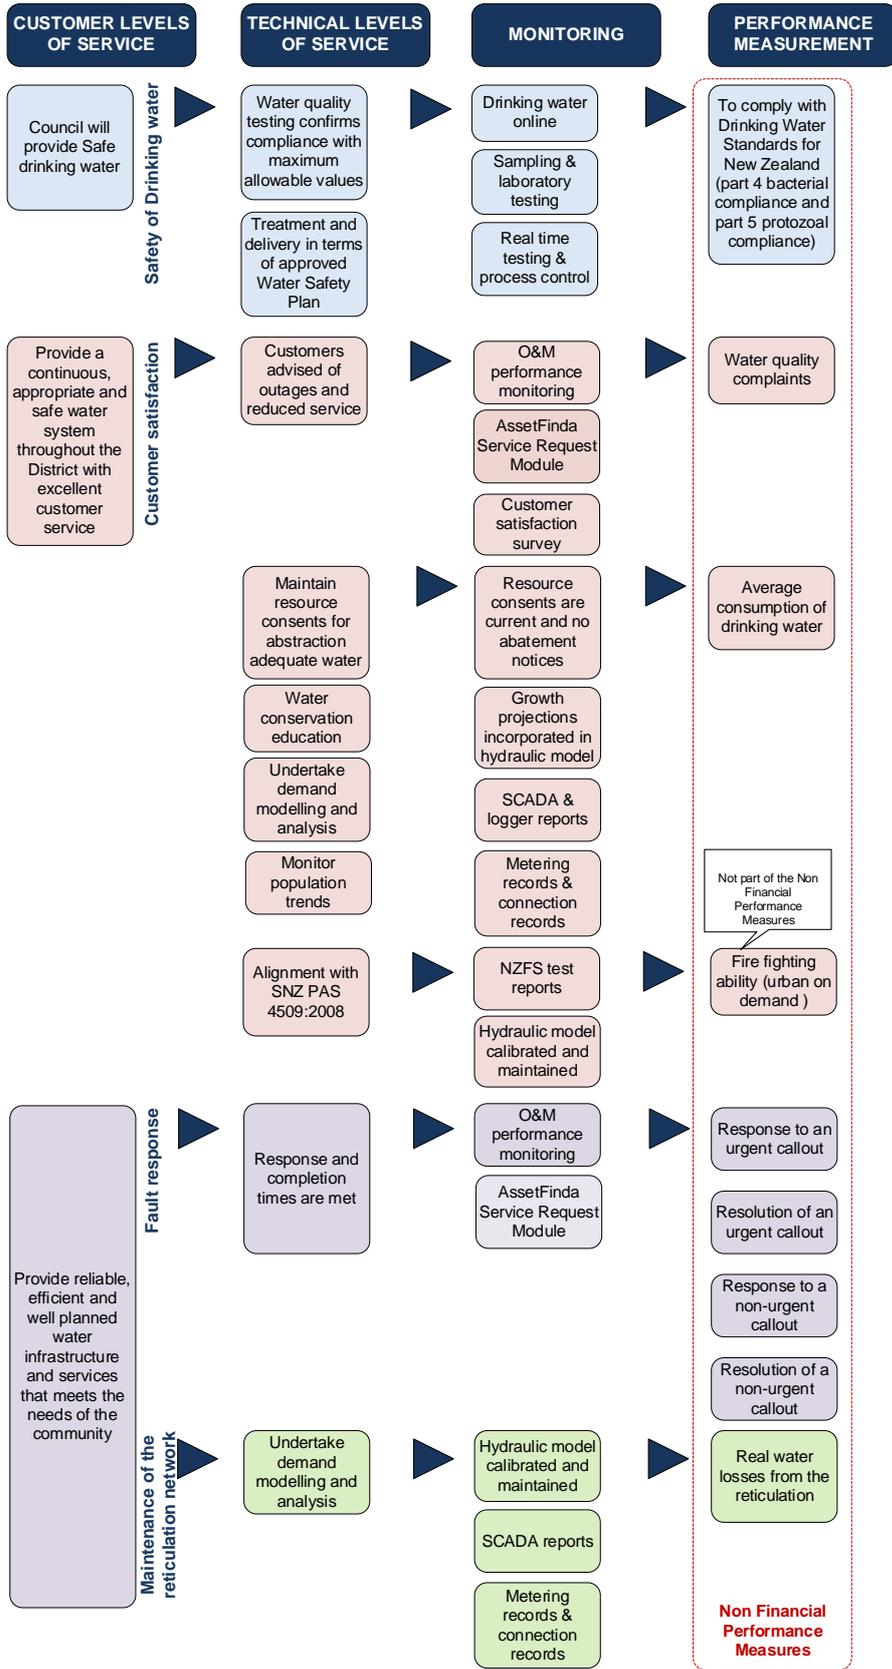 CUSTOMER LEVELS
OF SERVICE
TECHNICAL LEVELS
OF SERVICE
MONITORING
PERFORMANCE
MEASUREMENT
Council will
provide Safe
drinking water
Safety of Drinking water
Water quality
testing confirms
compliance with
maximum
allowable values
Treatment and
delivery in terms
of approved
Water Safety
Plan
Drinking water
online
Sampling &
laboratory
testing
Real time
testing &
process control
To comply with
Drinking Water
Standards for
New Zealand
(part 4 bacterial
compliance and
part 5 protozoal
compliance)
Provide a
continuous,
appropriate and
safe water
system
throughout the
District with
excellent
customer
service
Customer satisfaction
Customers
advised of
outages and
reduced service
O&M
performance
monitoring
AssetFinda
Service Request
Module
Customer
satisfaction
survey
Water quality
complaints
Maintain
resource
consents for
abstraction
adequate water
Water
conservation
education
Undertake
demand
modelling and
analysis
Monitor
population
trends
Resource
consents are
current and no
abatement
notices
Growth
projections
incorporated in
hydraulic model
SCADA &
logger reports
Metering
records &
connection
records
Average
consumption of
drinking water
Not part of the Non
Financial
Performance
Measures
Alignment with
SNZ PAS
4509:2008
NZFS test
reports
Hydraulic model
calibrated and
maintained
Fire fighting
ability (urban on
demand )
Provide reliable,
efficient and
well planned
water
infrastructure
and services
that meets the
needs of the
community
Fault response
Response and
completion
times are met
O&M
performance
monitoring
AssetFinda
Service Request
Module
Response to an
urgent callout
Resolution of an
urgent callout
Response to a
non-urgent
callout
Resolution of a
non-urgent
callout
Maintenance of the
reticulation network
Undertake
demand
modelling and
analysis
Hydraulic model
calibrated and
maintained
SCADA reports
Metering
records &
connection
records
Real water
losses from the
reticulation
Non Financial
Performance
Measures